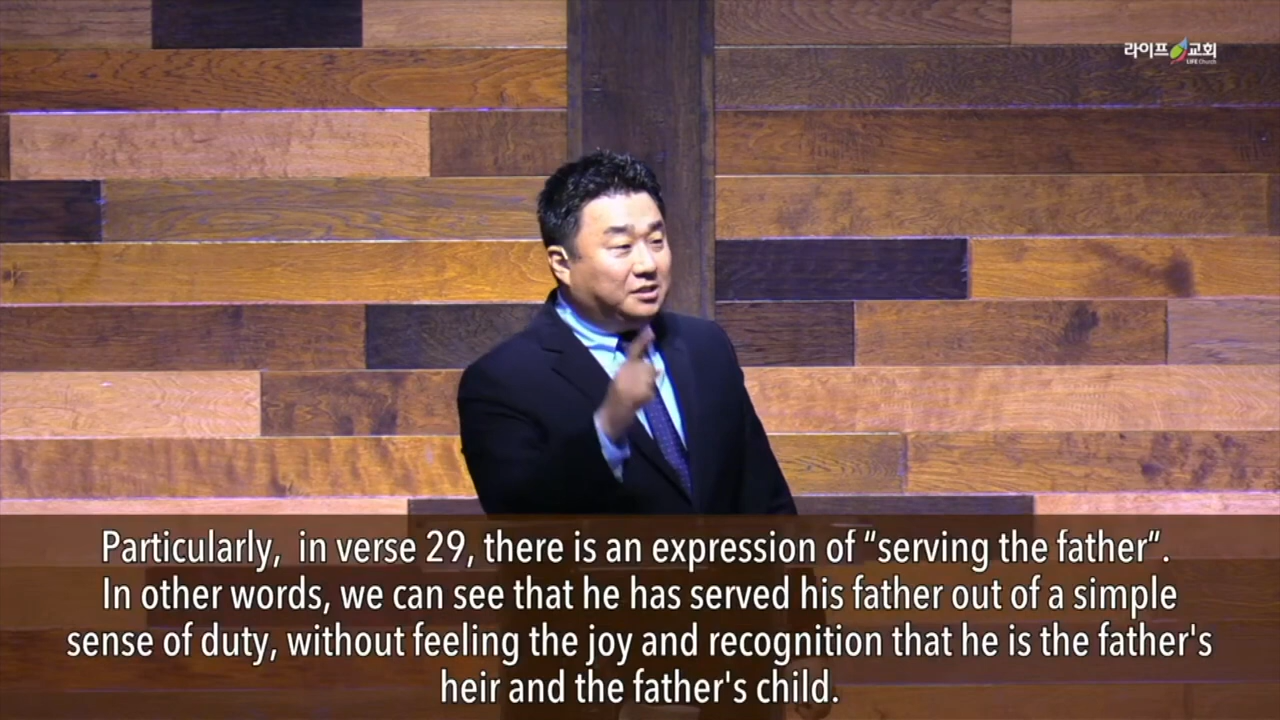 라이프교회
LIFE Church
Particularly,  in verse 29, there is an expression of “serving the father”.
In other words, we can see that he has served his father out of a simple
sense of duty, without feeling the joy and recognition that he is the father's
heir and the father's child.